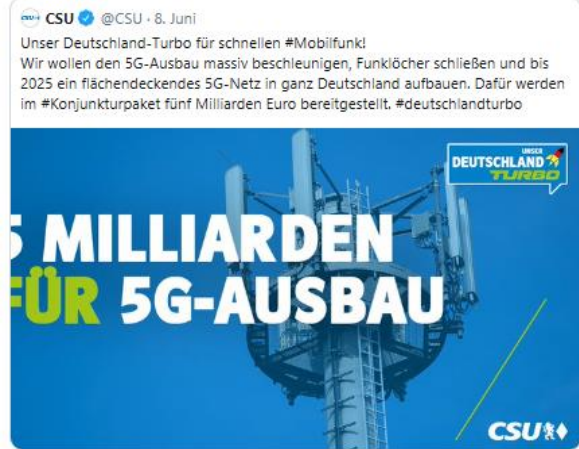 CSU @CSU · 8. Juni
Unser Deutschland-Turbo für schnellen #Mobilfunk!
Wir wollen den 5G-Ausbau massiv beschleunigen, Funklöcher schließen und bis
2025 ein flächendeckendes 5G-Netz in ganz Deutschland aufbauen. Dafür werden
im #Konjunkturpaket fünf Milliarden Euro bereitgestellt. #deutschlandturbo
UNSER
DEUTSCHLAND
TURBO
5 MILLIARDEN
FÜR 5G-AUSBAU
CSU